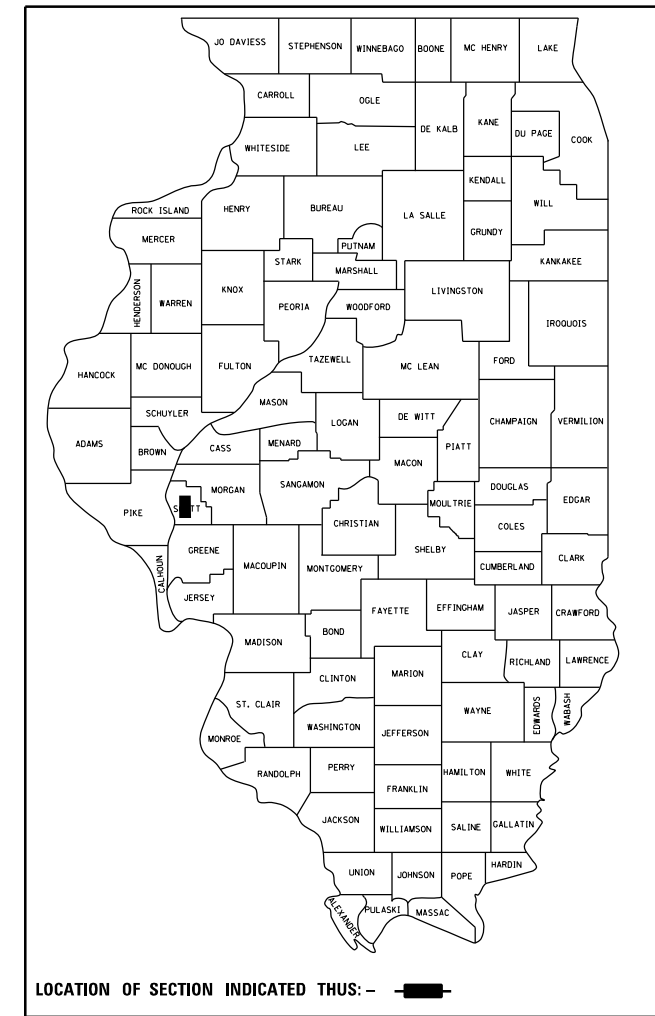 JO DAVIESS STEPHENSON WINNEBAGO BOONE MC HENRY LAKE
CARROLL OGLE
DE KALB KANE DU PAGE COOK
WHITESIDE LEE
KENDALL
WILL
ROCK ISLAND HENRY BUREAU LA SALLE
GRUNDY
MERCER PUTNAM
STARK MARSHALL KANKAKEE
HENDERSON WARREN KNOX LIVINGSTON
PEORIA WOODFORD
IROQUOIS
TAZEWELL FORD
HANCOCK MC DONOUGH FULTON MC LEAN
MASON
SCHUYLER DE WITT
LOGAN CHAMPAIGN VERMILION
ADAMS BROWN CASS MENARD PIATT
MACON
MORGAN SANGAMON DOUGLAS
PIKE MOULTRIE EDGAR
CHRISTIAN COLES
GREENE SHELBY
CALHOUN MACOUPIN MONTGOMERY CUMBERLAND CLARK
JERSEY
FAYETTE EFFINGHAM JASPER CRAWFORD
MADISON BOND
CLAY RICHLAND LAWRENCE
CLINTON MARION
ST. CLAIR WAYNE EDWARDS WABASH
WASHINGTON JEFFERSON
MONROE
RANDOLPH PERRY HAMILTON WHITE
FRANKLIN
JACKSON WILLIAMSON SALINE GALLATIN
HARDIN
UNION JOHNSON POPE
ALEXANDER PULASKI MASSAC
LOCATION OF SECTION INDICATED THUS: -